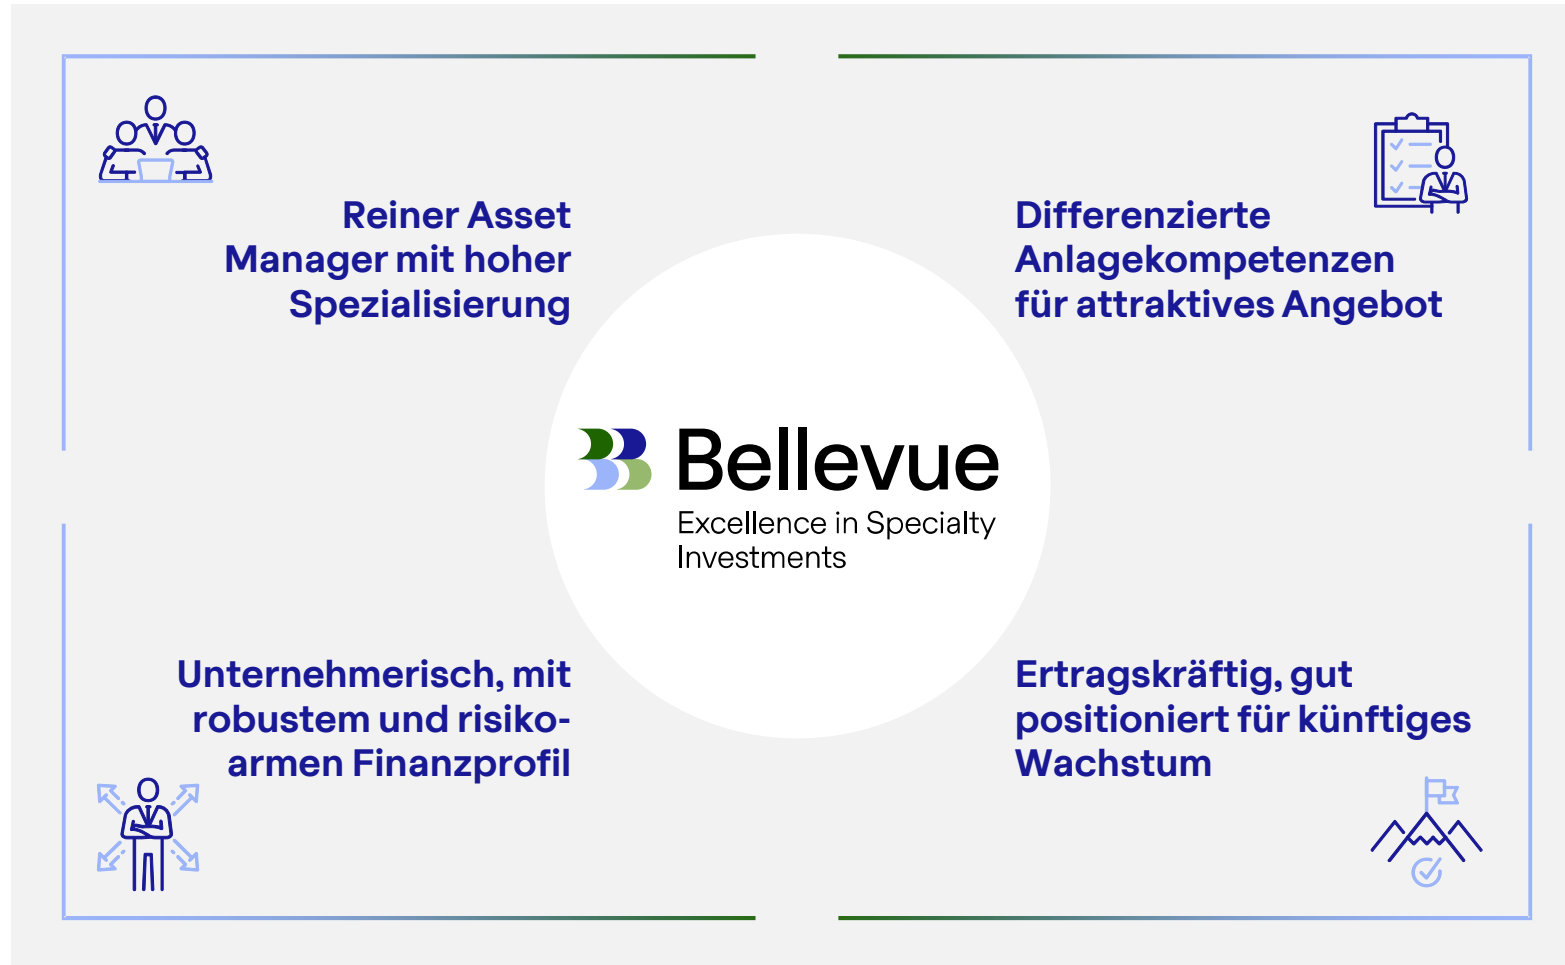 Reiner Asset
Manager mit hoher
Spezialisierung
Differenzierte
Anlagekompetenzen
für attraktives Angebot
Bellevue
Excellence in Specialty
Investments
Unternehmerisch, mit
robustem und risiko-
armen Finanzprofil
Ertragskräftig, gut
positioniert für künftiges
Wachstum